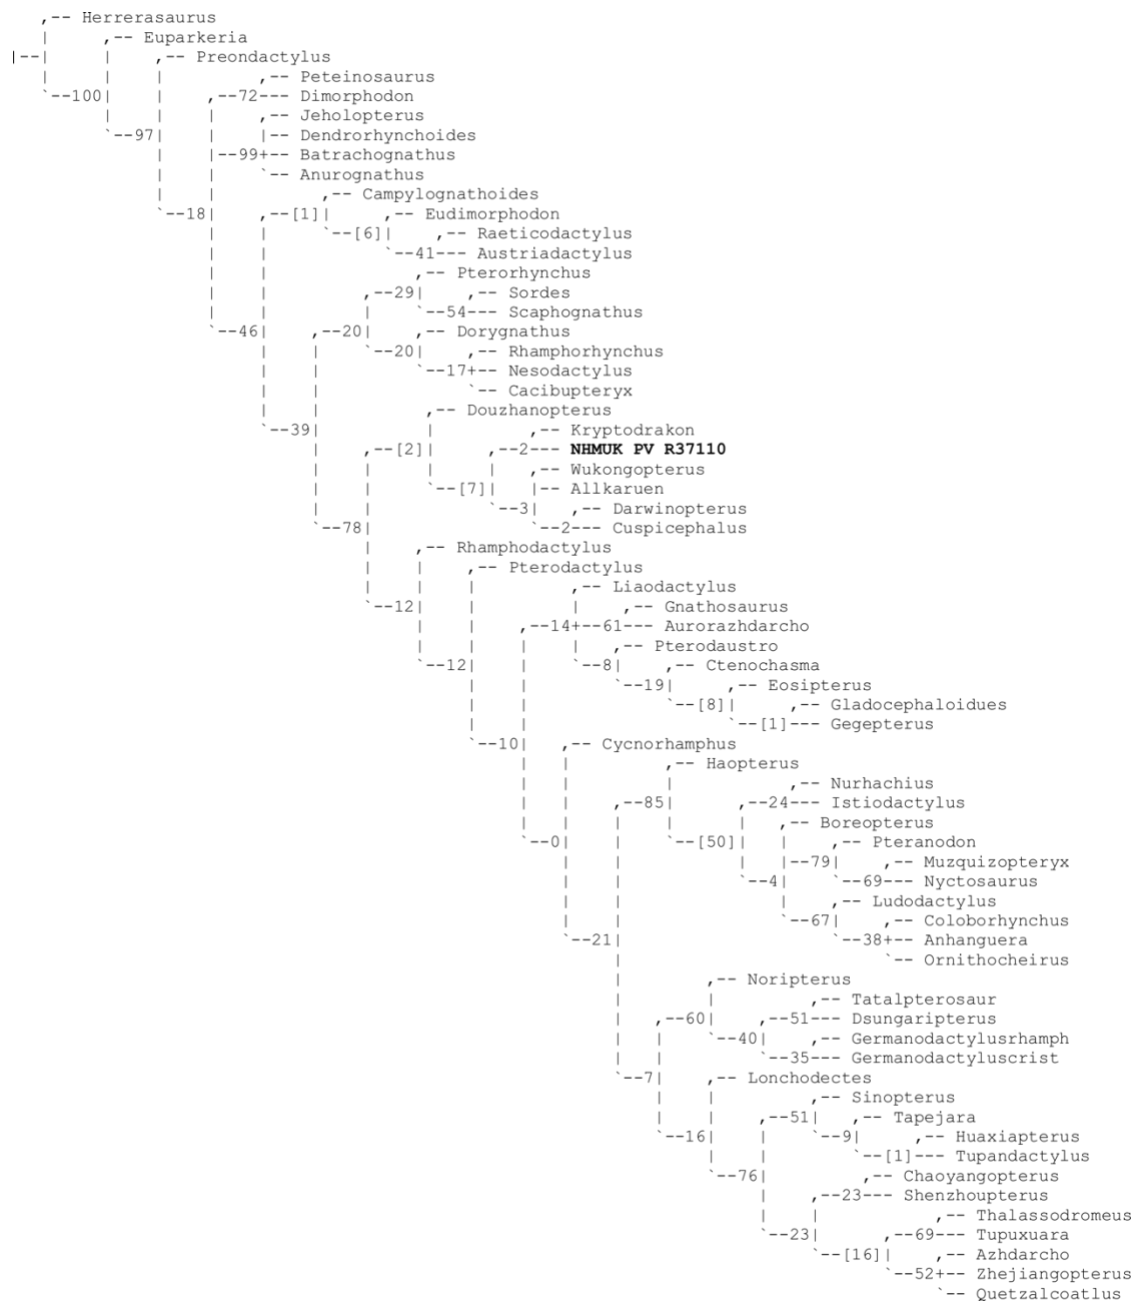 ,-- Herrerasaurus
| ,-- Euparkeria
|--| | ,-- Preondactylus
| | | ,-- Peteinosaurus
`--100| | ,--72--- Dimorphodon
| | | ,-- Jeholopterus
`--97| | |-- Dendrorhynchoides
| |--99+-- Batrachognathus
| | `-- Anurognathus
| | ,-- Campylognathoides
`--18| ,--[1]| ,-- Eudimorphodon
| | `--[6]| ,-- Raeticodactylus
| | `--41--- Austriadactylus
| | ,-- Pterorhynchus
| | ,--29| ,-- Sordes
| | | `--54--- Scaphognathus
`--46| ,--20| ,-- Dorygnathus
| | `--20| ,-- Rhamphorhynchus
| | `--17+-- Nesodactylus
| | `-- Cacibupteryx
| | ,-- Douzhanopterus
`--39| | ,-- Kryptodrakon
| ,--[2]| ,--2--- NHMUK PV R37110
| | | | ,-- Wukongopterus
| | `--[7]| |-- Allkaruen
| | `--3| ,-- Darwinopterus
`--78| `--2--- Cuspicephalus
| ,-- Rhamphodactylus
| | ,-- Pterodactylus
| | | ,-- Liaodactylus
`--12| | | ,-- Gnathosaurus
| | ,--14+--61--- Aurorazhdarcho
| | | | ,-- Pterodaustro
`--12| | `--8| ,-- Ctenochasma
| | `--19| ,-- Eosipterus
| | `--[8]| ,-- Gladocephaloidues
| | `--[1]--- Gegepterus
`--10| ,-- Cycnorhamphus
| | ,-- Haopterus
| | | ,-- Nurhachius
| | ,--85| ,--24--- Istiodactylus
| | | | | ,-- Boreopterus
`--0| | `--[50]| | ,-- Pteranodon
| | | |--79| ,-- Muzquizopteryx
| | `--4| `--69--- Nyctosaurus
| | | ,-- Ludodactylus
| | `--67| ,-- Coloborhynchus
`--21| `--38+-- Anhanguera
| `-- Ornithocheirus
| ,-- Noripterus
| | ,-- Tatalpterosaur
| ,--60| ,--51--- Dsungaripterus
| | `--40| ,-- Germanodactylusrhamph
| | `--35--- Germanodactyluscrist
`--7| ,-- Lonchodectes
| | ,-- Sinopterus
| | ,--51| ,-- Tapejara
`--16| | `--9| ,-- Huaxiapterus
| | `--[1]--- Tupandactylus
`--76| ,-- Chaoyangopterus
| ,--23--- Shenzhoupterus
| | ,-- Thalassodromeus
`--23| ,--69--- Tupuxuara
`--[16]| ,-- Azhdarcho
`--52+-- Zhejiangopterus
`-- Quetzalcoatlus